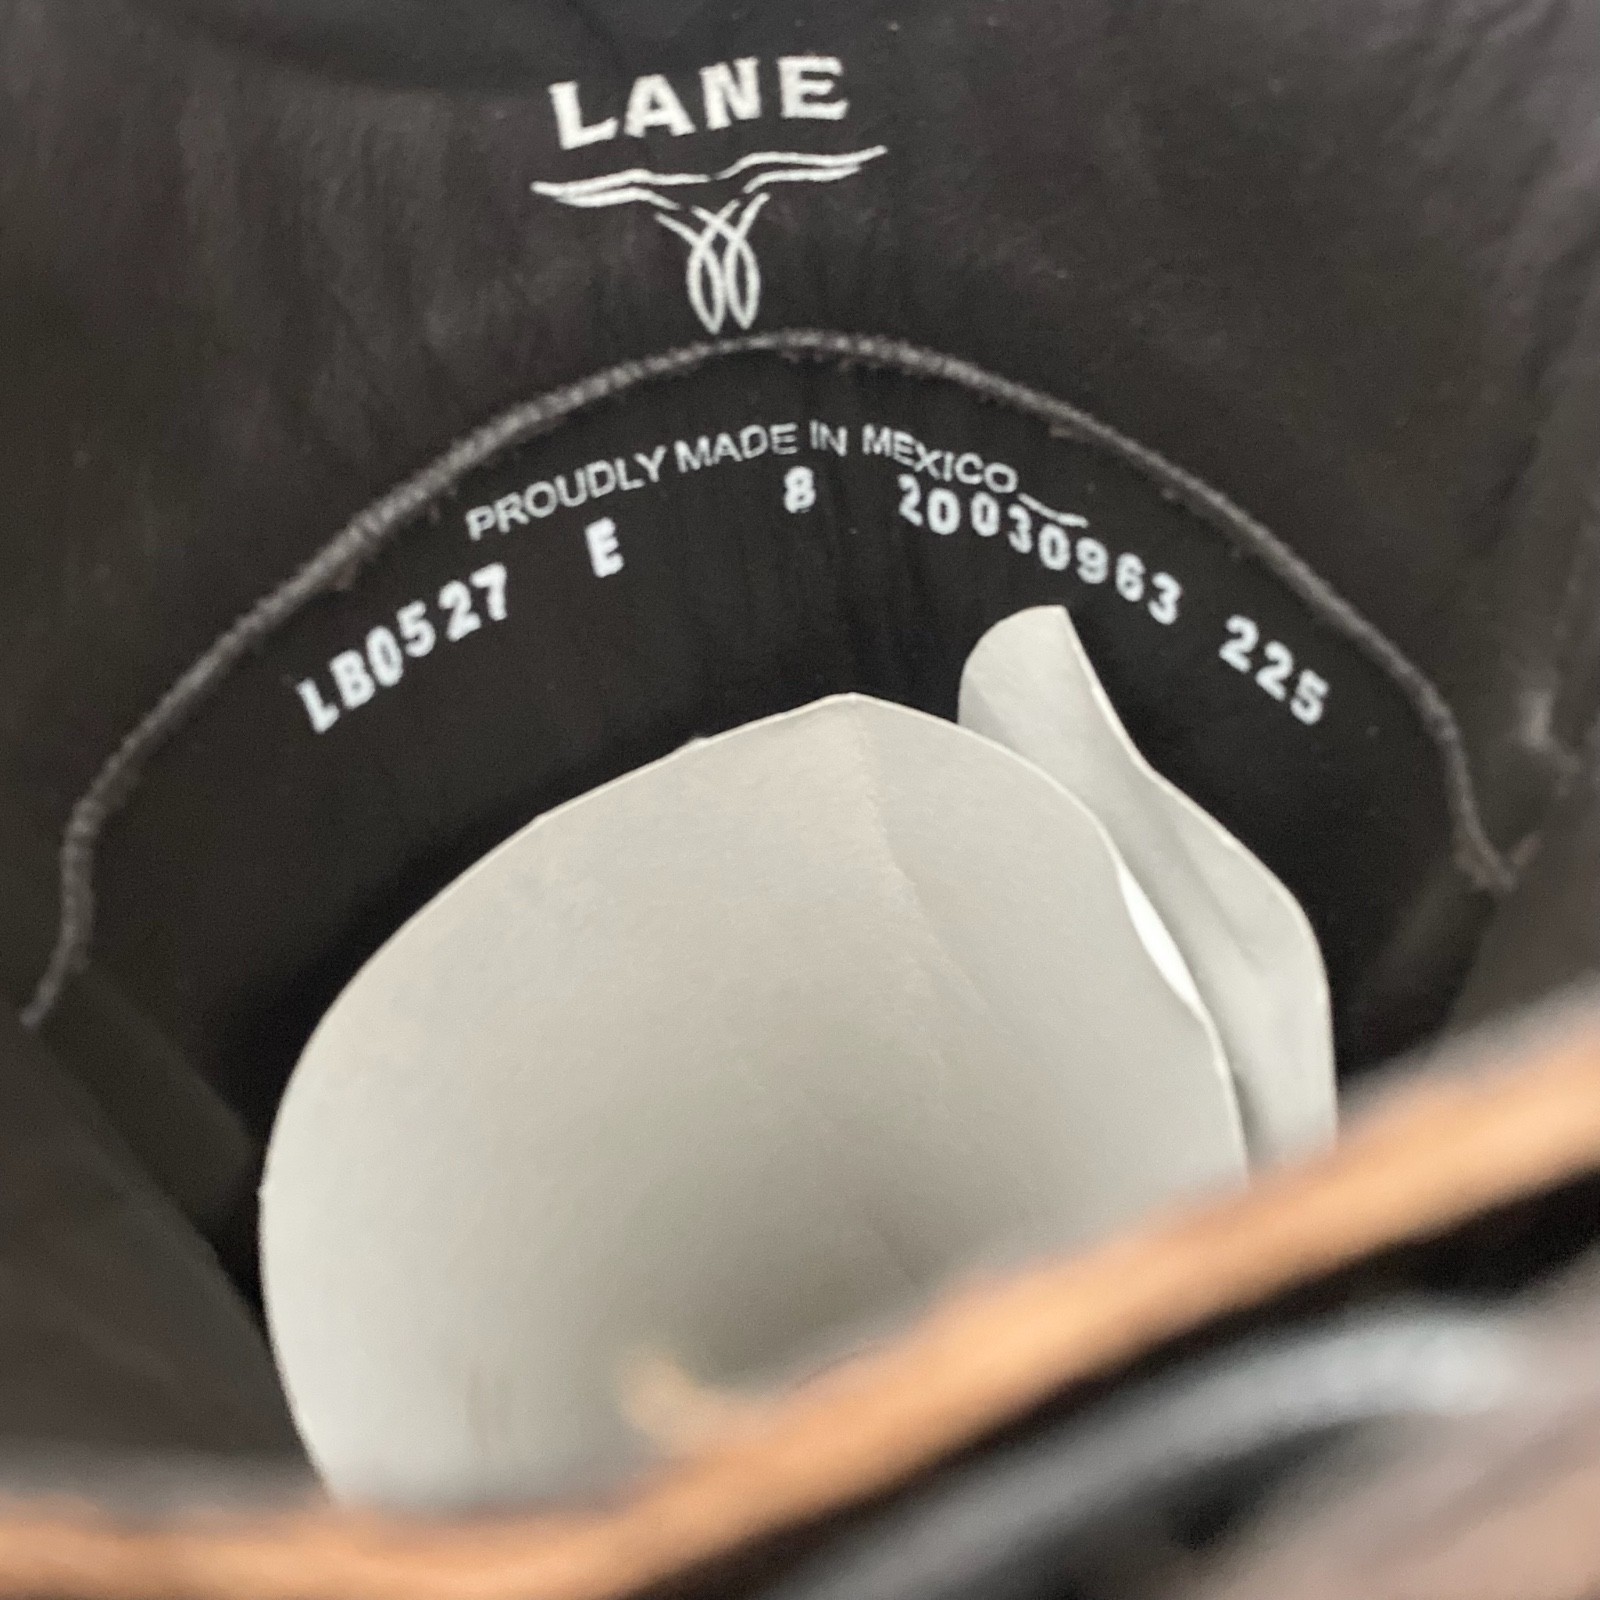 LANE
PROUDLY MADE IN MEXICO
LB0527 E 8 20030963 225